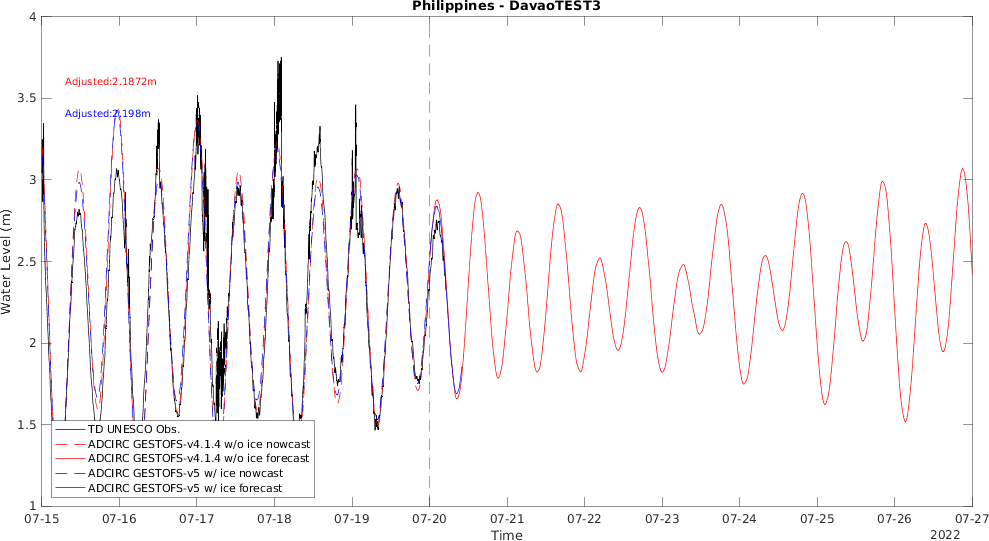 Philippines - DavaoTEST3
Water Level (m)
4
3.5
3
2.5
2
1.5
1
Adjusted:2.1872m
Adjusted:2.198m
TD UNESCO Obs.
ADCIRC GESTOFS-v4.1.4 w/o ice nowcast
ADCIRC GESTOFS-v4.1.4 w/o ice forecast
ADCIRC GESTOFS-v5 w/ ice nowcast
ADCIRC GESTOFS-v5 w/ ice forecast
07-15 07-16 07-17 07-18 07-19 07-20 07-21 07-22 07-23 07-24 07-25 07-26 07-27
Time
2022